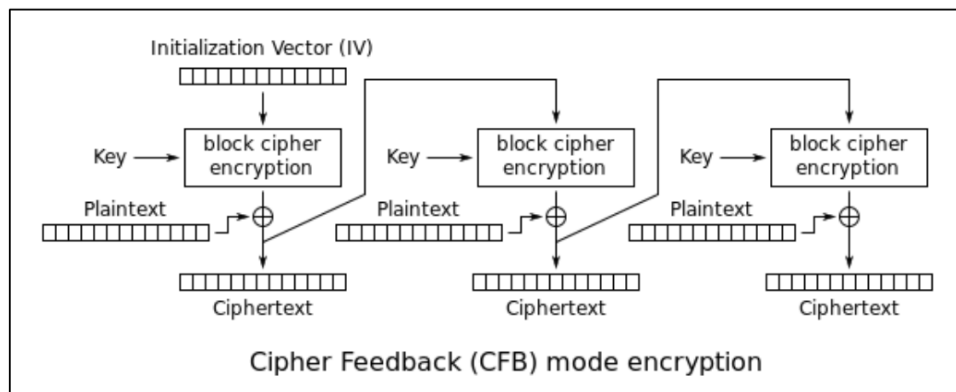 Initialization Vector (IV)
Key
block cipher
encryption
Plaintext
Ciphertext
Key
block cipher
encryption
Plaintext
Ciphertext
Key
block cipher
encryption
Plaintext
Ciphertext
Cipher Feedback (CFB) mode encryption